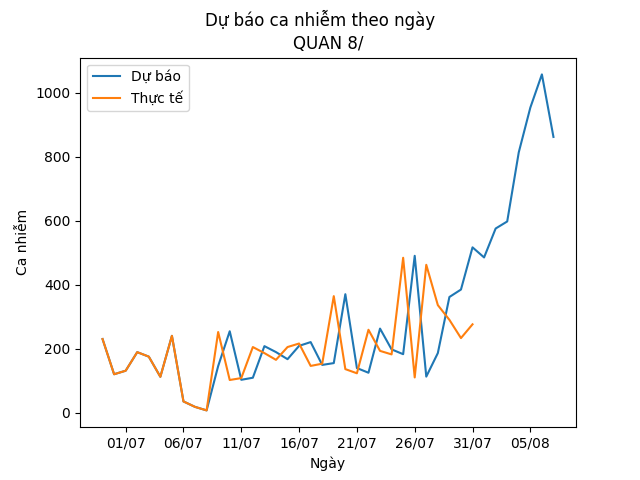 Dự báo ca nhiễm theo ngày
QUAN 8/
Dự báo
Thực tế
Ca nhiễm
1000
800
600
400
200
0
01/07 06/07 11/07 16/07 21/07 26/07 31/07 05/08
Ngày